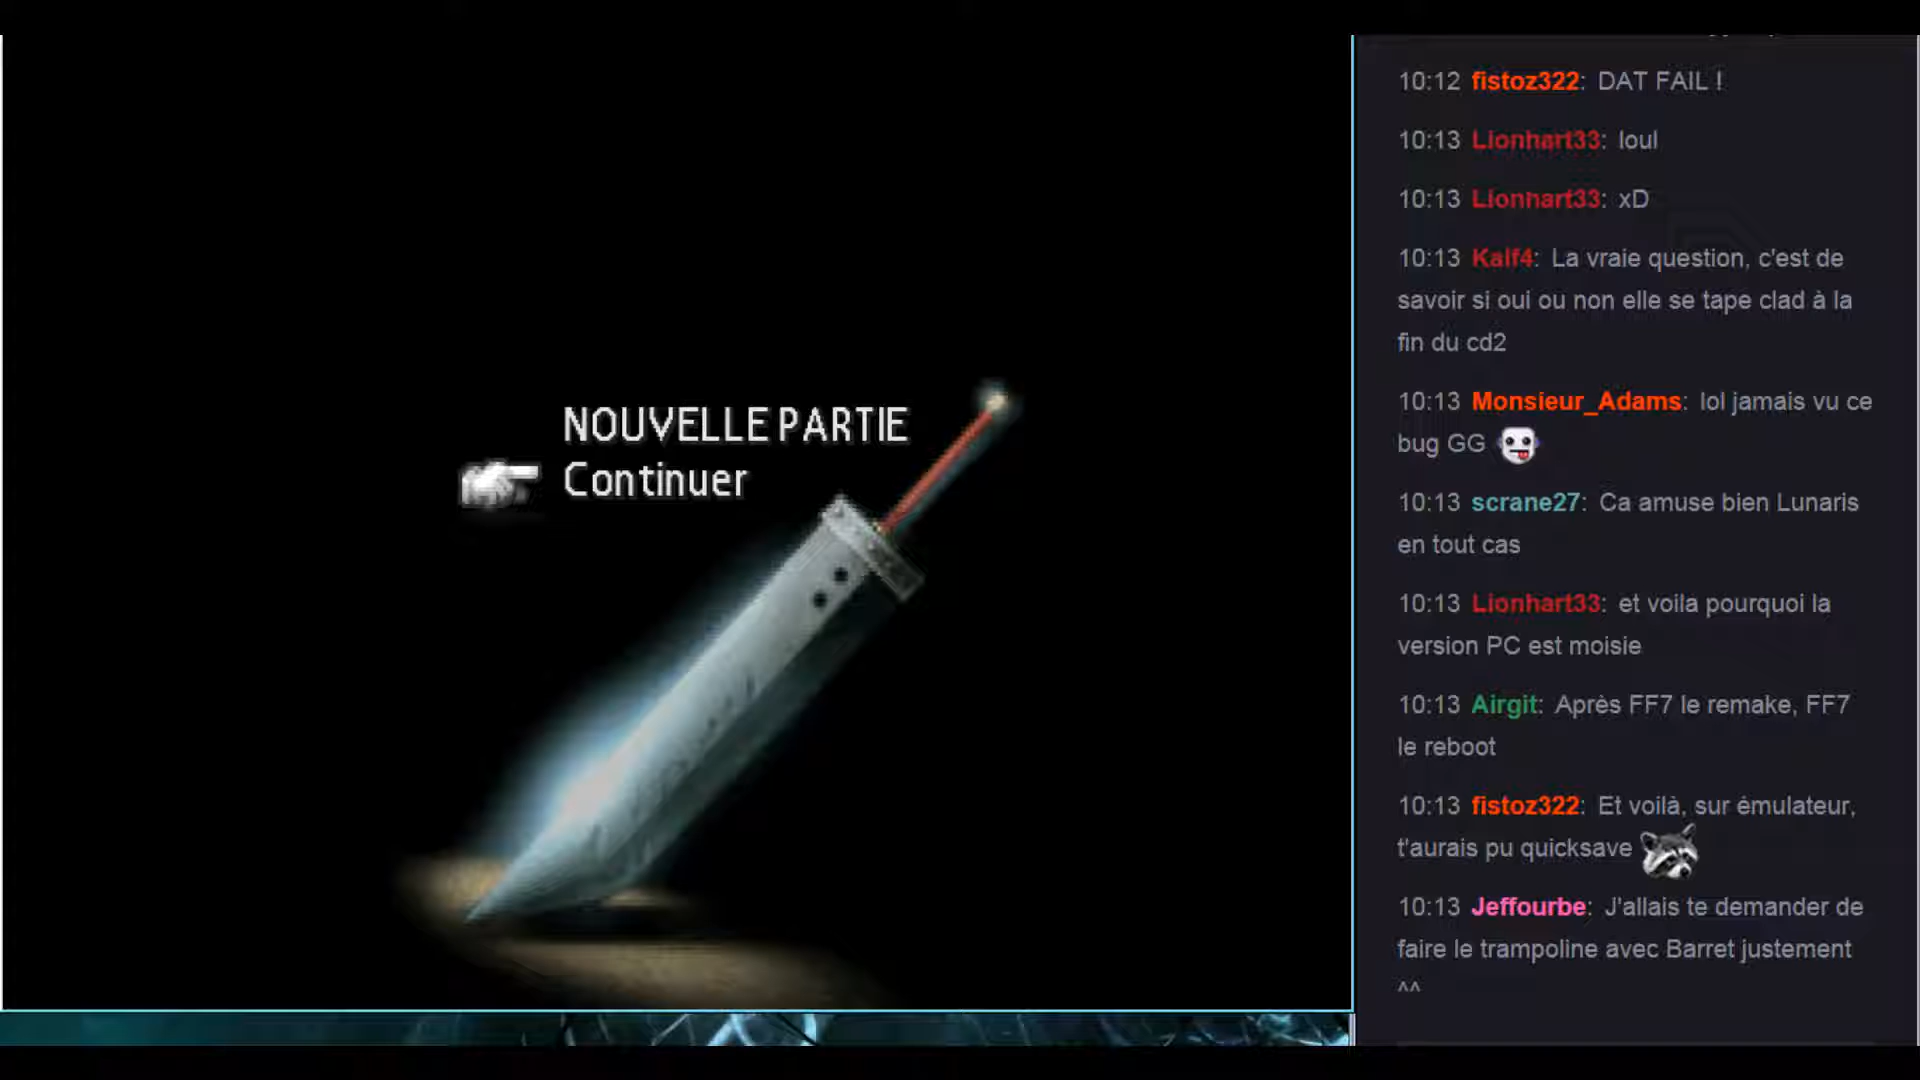 NOUVELLE PARTIE
Continuer
10:12 fistoz322: DAT FAIL !
10:13 Lionhart33: loul
10:13 Lionhart33: xD
10:13 Kalf4: La vraie question, c'est de
savoir si oui ou non elle se tape clad à la
fin du cd2
10:13 Monsieur_Adams: lol jamais vu ce
bug GG
10:13 scrane27: Ca amuse bien Lunaris
en tout cas
10:13 Lionhart33: et voila pourquoi la
version PC est moisie
10:13 Airgit: Après FF7 le remake, FF7
le reboot
10:13 fistoz322: Et voilà, sur émulateur,
t'aurais pu quicksave
10:13 Jeffourbe: J'allais te demander de
faire le trampoline avec Barret justement
^^